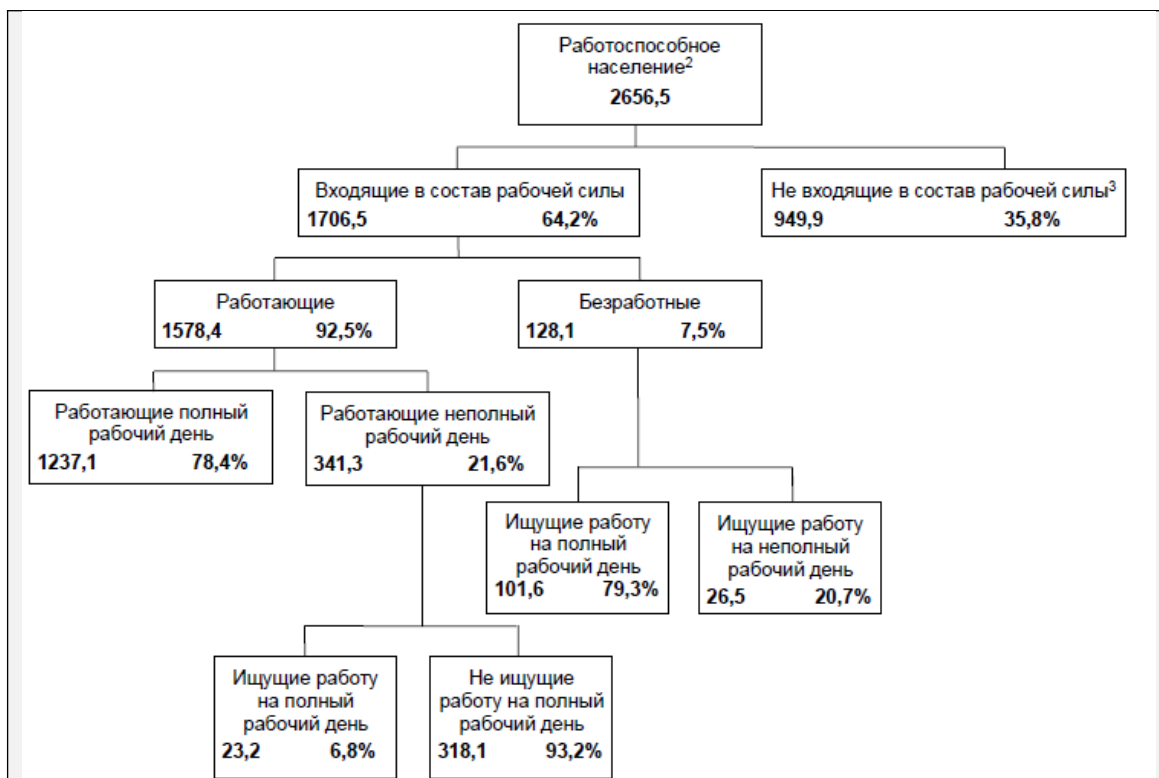 Работоспособное
население²
2656,5
Входящие в состав рабочей силы
1706,5 64,2%
Не входящие в состав рабочей силы³
949,9 35,8%
Работающие
1578,4 92,5%
Безработные
128,1 7,5%
Работающие полный
рабочий день
1237,1 78,4%
Работающие неполный
рабочий день
341,3 21,6%
Ищущие работу
на полный
рабочий день
101,6 79,3%
Ищущие работу
на неполный
рабочий день
26,5 20,7%
Ищущие работу
на полный
рабочий день
23,2 6,8%
Не ищущие
работу на полный
рабочий день
318,1 93,2%